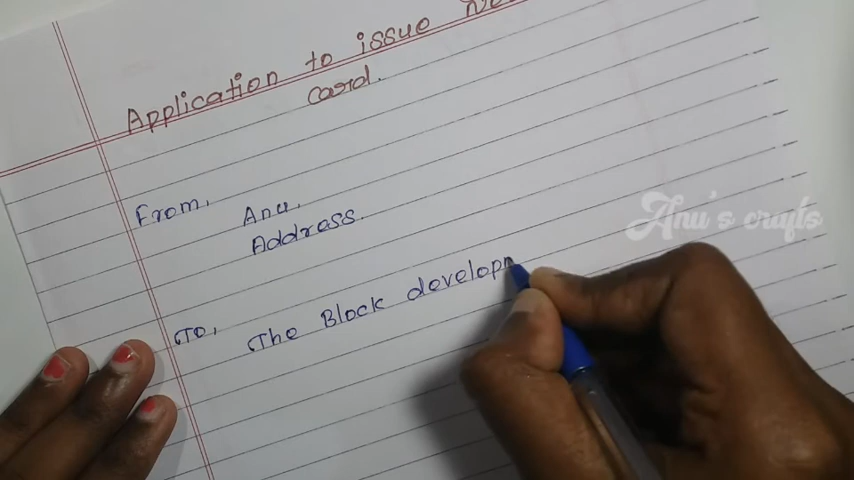 Application to issue
card.
From,
Anu,
Address.
To,
The Block develop
Anu's crafts